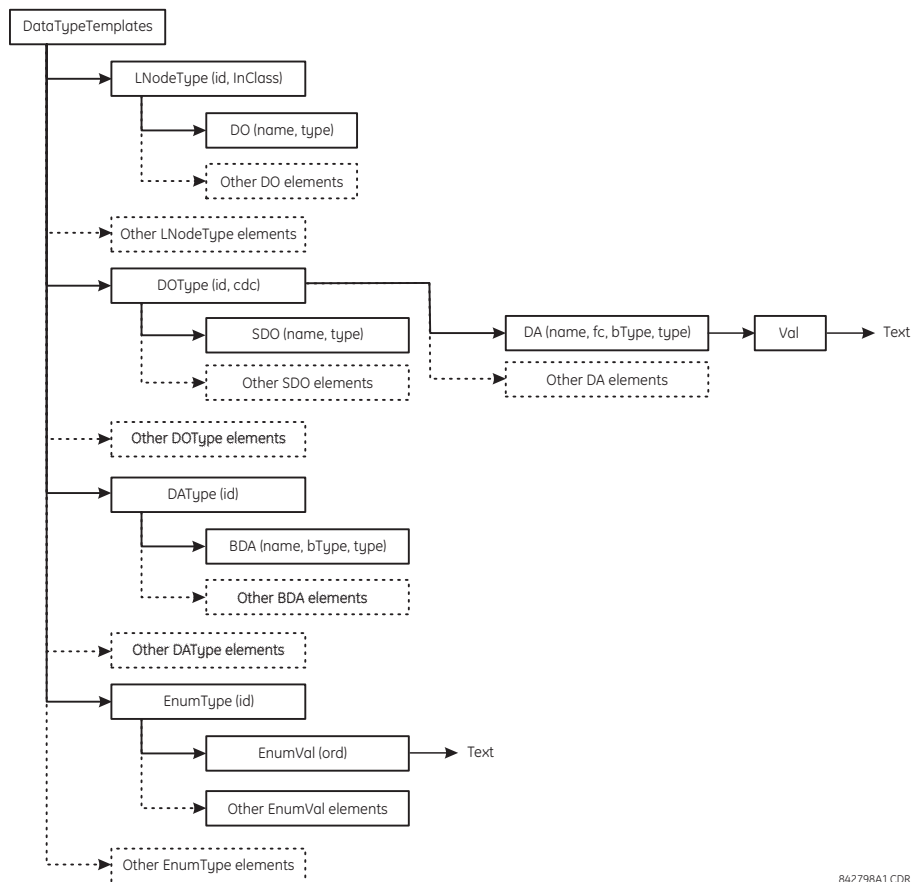 DataTypeTemplates
LNodeType (id, InClass)
DO (name, type)
Other DO elements
Other LNodeType elements
DOType (id, cdc)
SDO (name, type)
DA (name, fc, bType, type)
Val
Text
Other SDO elements
Other DA elements
Other DOType elements
DAType (id)
BDA (name, bType, type)
Other BDA elements
Other DAType elements
EnumType (id)
EnumVal (ord)
Text
Other EnumVal elements
Other EnumType elements
842798A1.CDR